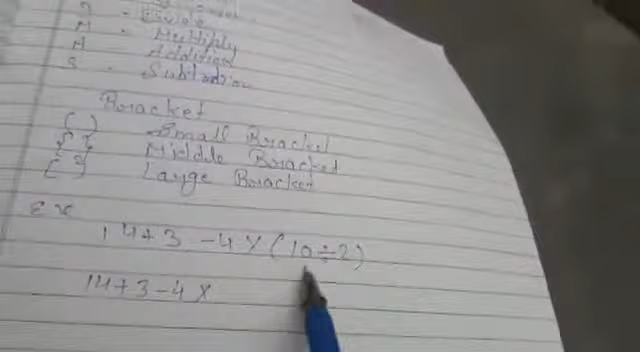 Divide
M - Multiply
A Addition
S - Subtraction
Bracket
( ) Small Bracket
{ } Middle Bracket
[ ] Large Bracket
Ex
14+3-4×(10÷2)
14+3-4×